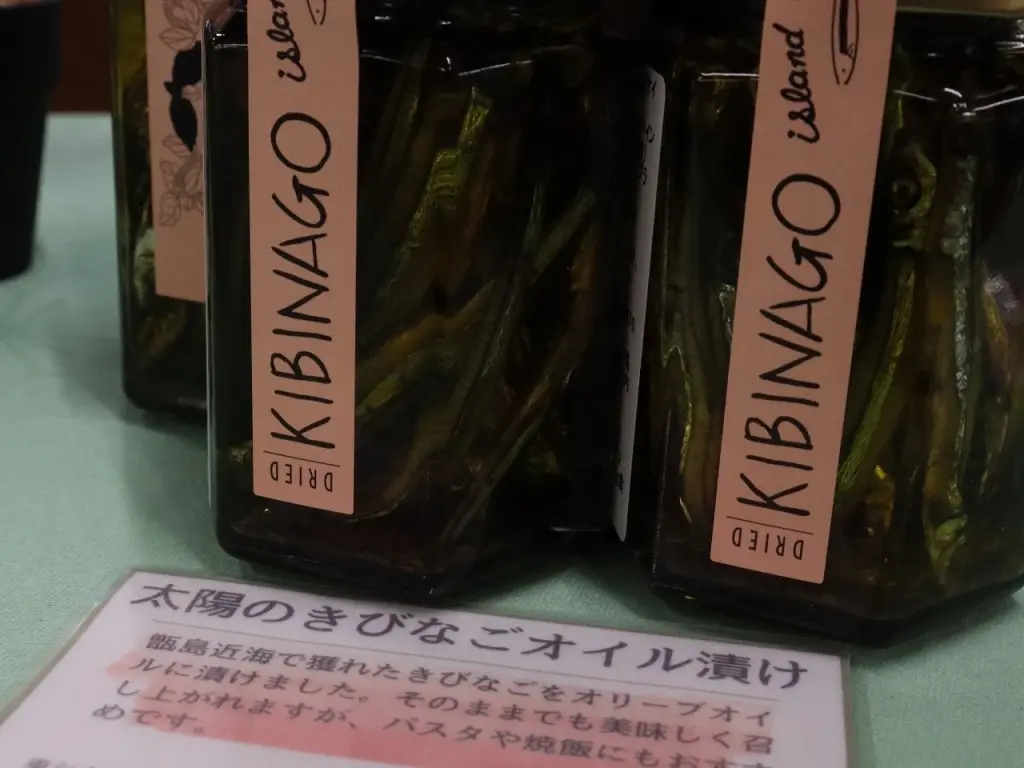 KIBINAGO island
DRIED
KIBINAGO island
DRIED
太陽のきびなごオイル漬け
甑島近海で獲れたきびなごをオリーブオイ
ルに漬けました。そのままでも美味しく召
し上がれますが、パスタや焼飯にもおすす
めです。